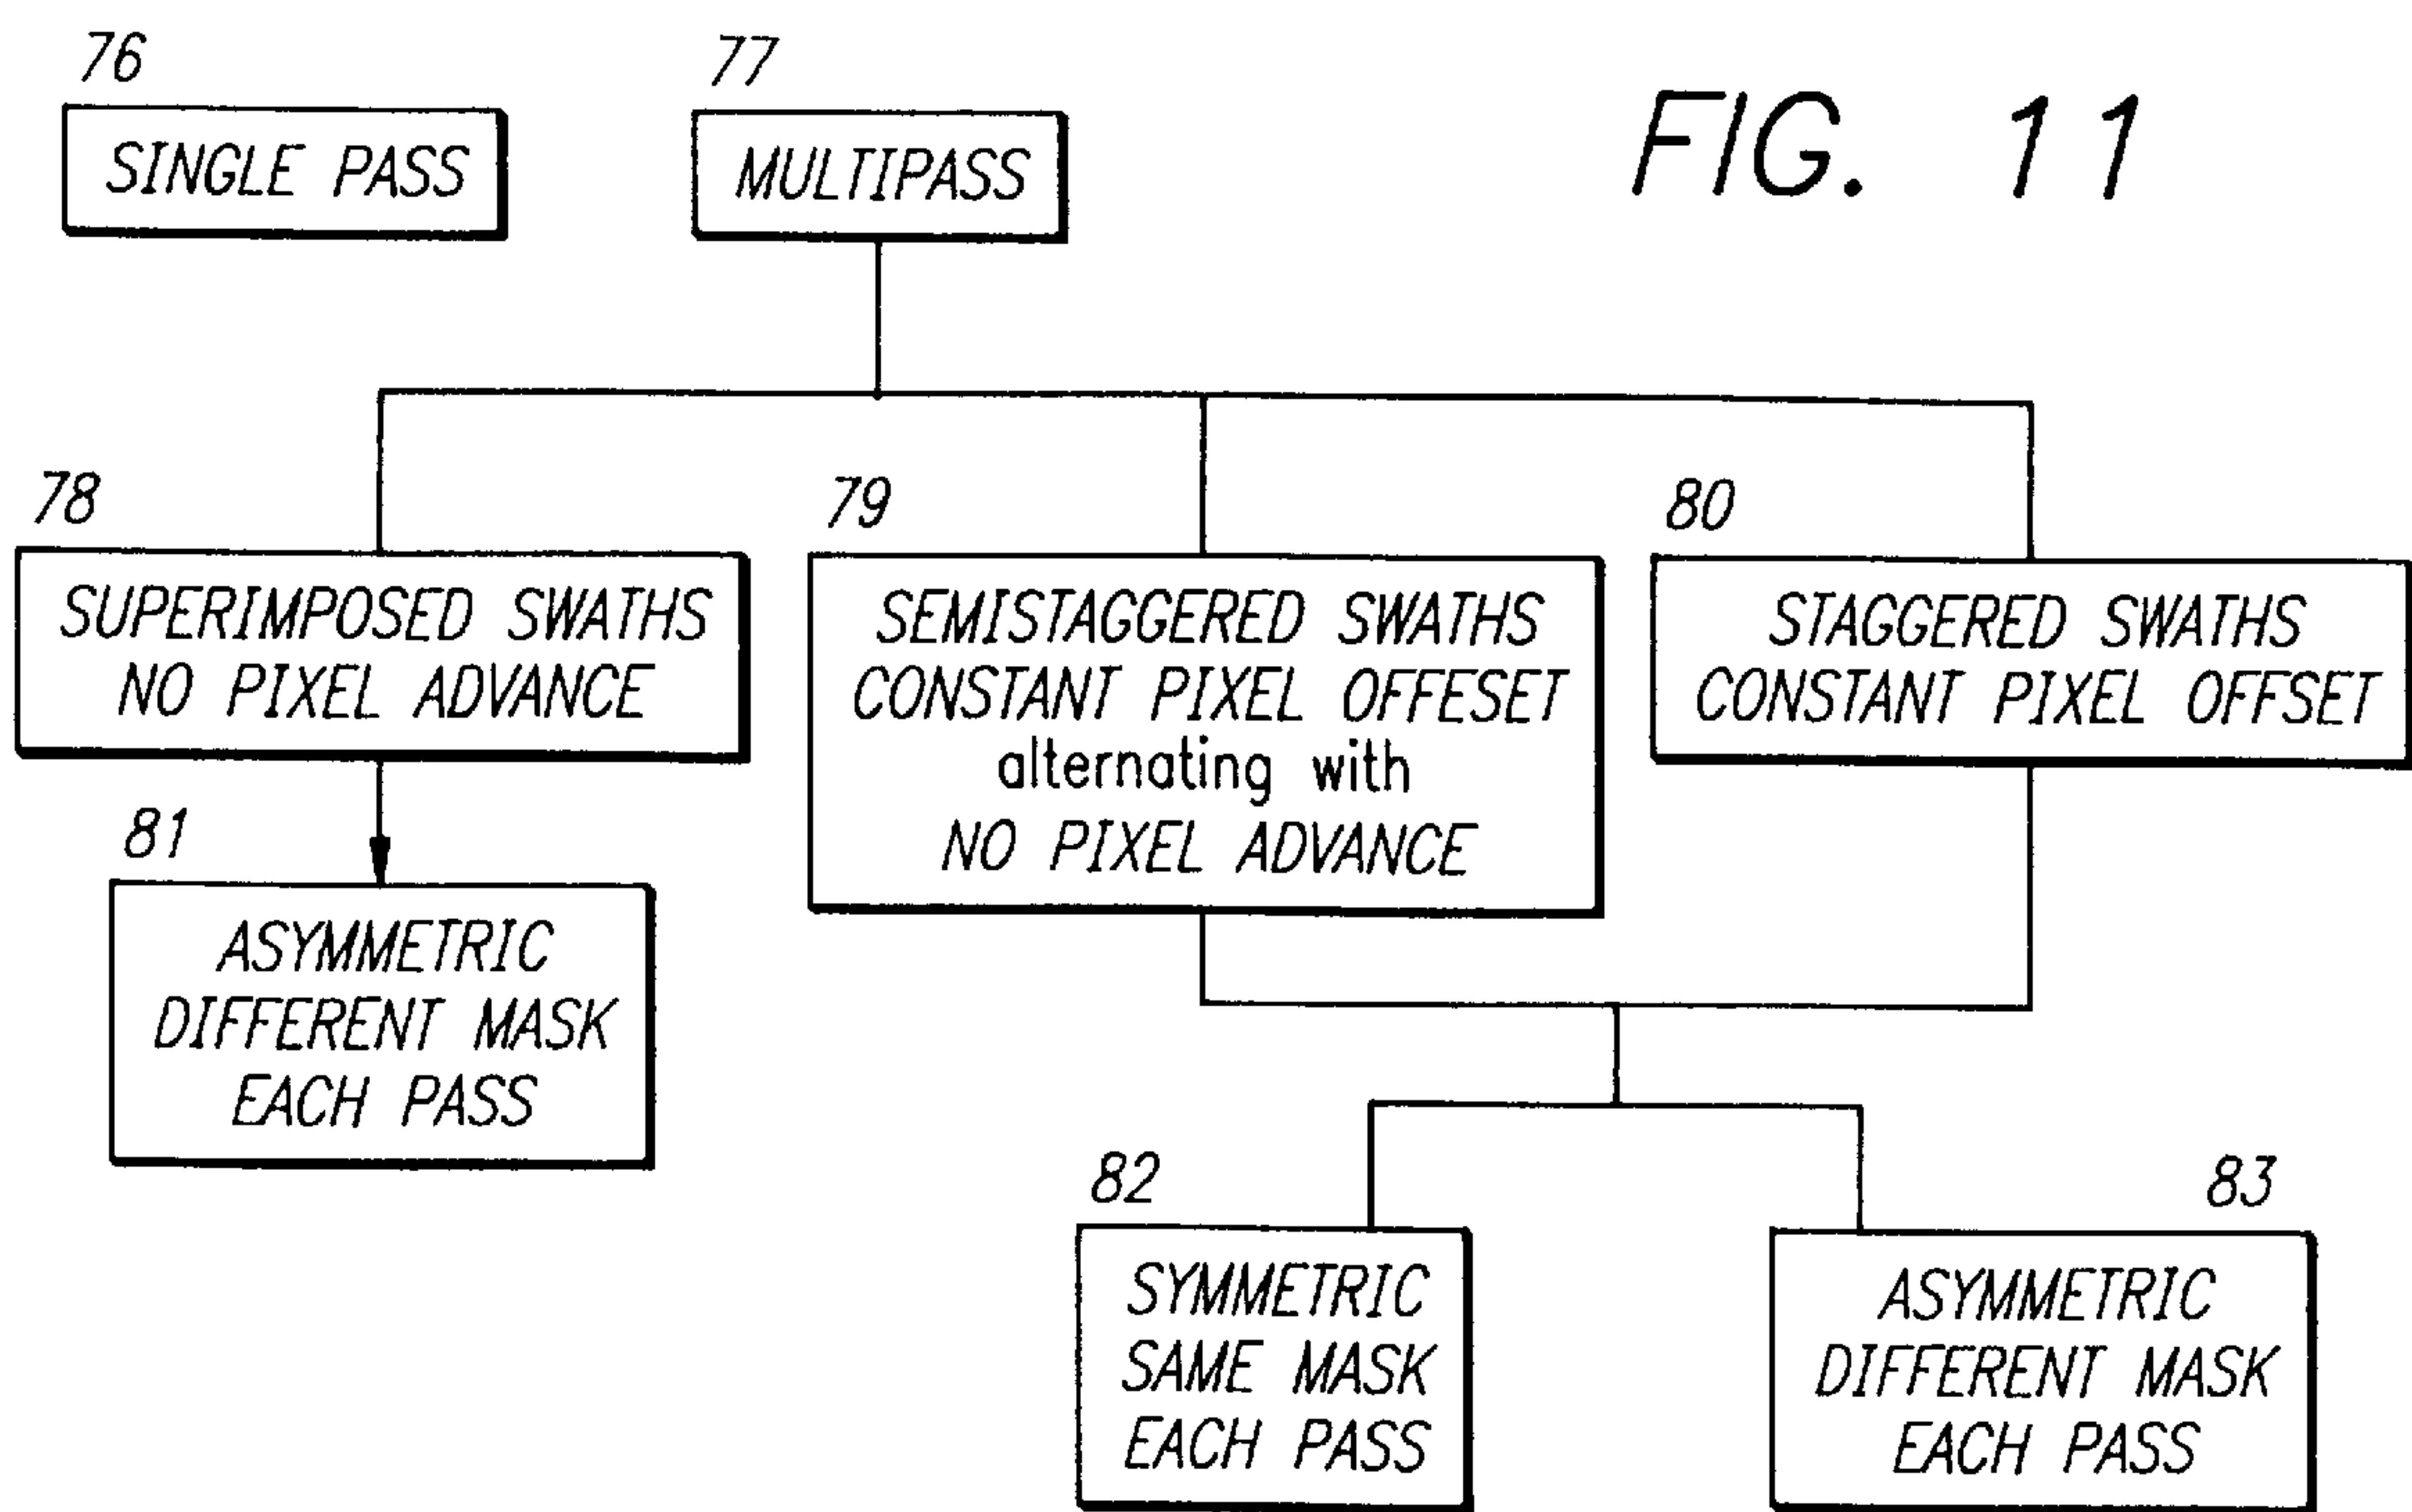 76
SINGLE PASS
77
MULTIPASS
FIG. 11
78
SUPERIMPOSED SWATHS
NO PIXEL ADVANCE
79
SEMISTAGGERED SWATHS
CONSTANT PIXEL OFFESET
alternating with
NO PIXEL ADVANCE
80
STAGGERED SWATHS
CONSTANT PIXEL OFFSET
81
ASYMMETRIC
DIFFERENT MASK
EACH PASS
82
SYMMETRIC
SAME MASK
EACH PASS
83
ASYMMETRIC
DIFFERENT MASK
EACH PASS